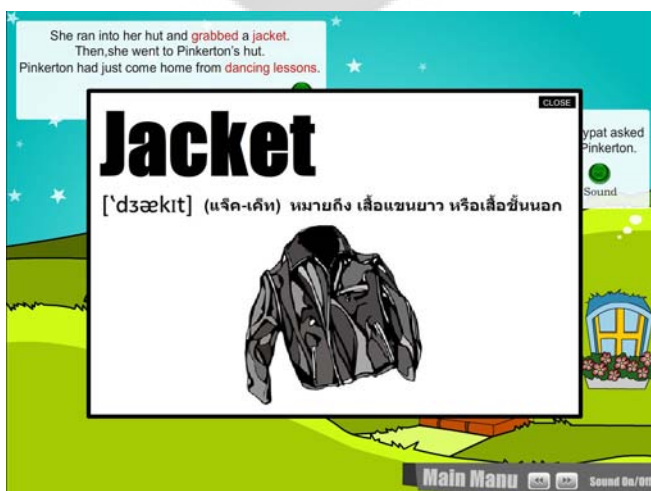 She ran into her hut and grabbed a jacket.
Then,she went to Pinkerton's hut.
Pinkerton had just come home from dancing lessons.
CLOSE
Jacket
['dʒækɪt] (แจ๊ค-เค็ท) หมายถึง เสื้อแขนยาว หรือเสื้อชั้นนอก
ypat asked
Pinkerton.
Sound
Main Manu
Sound On/Off